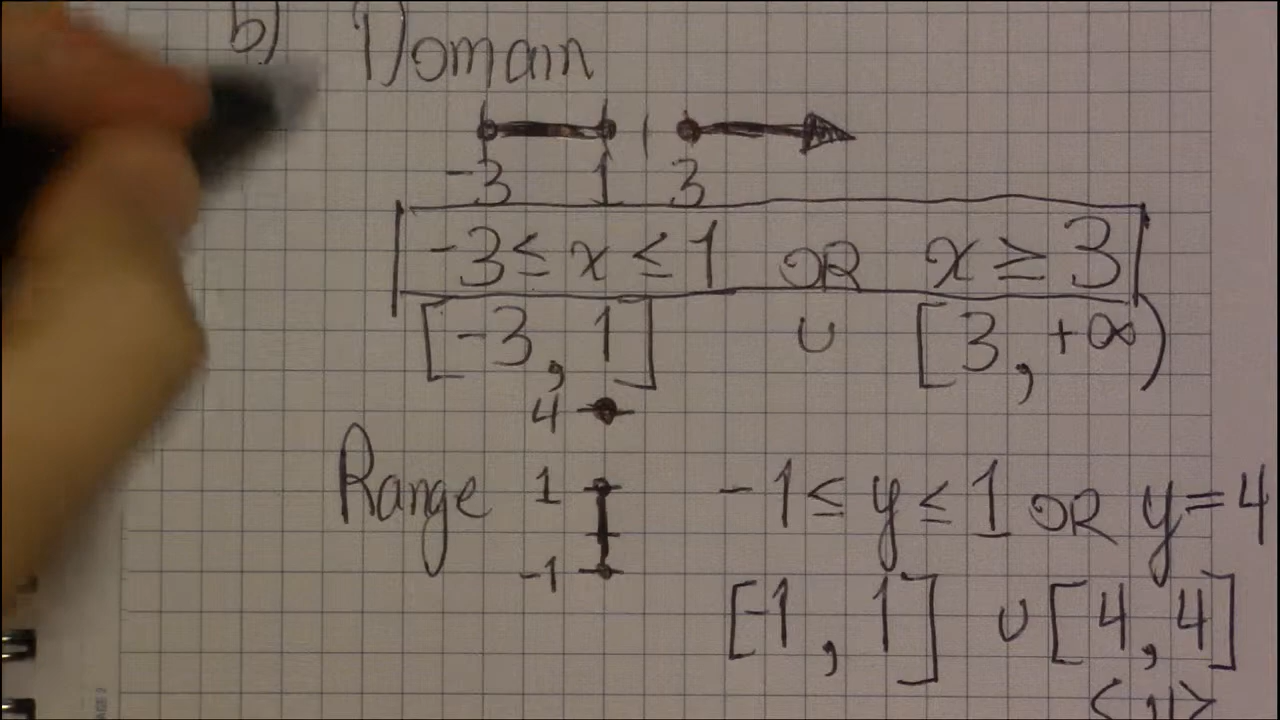 b) Domain
-3 1 3
-3 ≤ x ≤ 1 OR x ≥ 3
[-3, 1] ∪ [3, +∞)
4
Range 1 -1 ≤ y ≤ 1 OR y = 4
-1
[-1, 1] ∪ [4, 4]